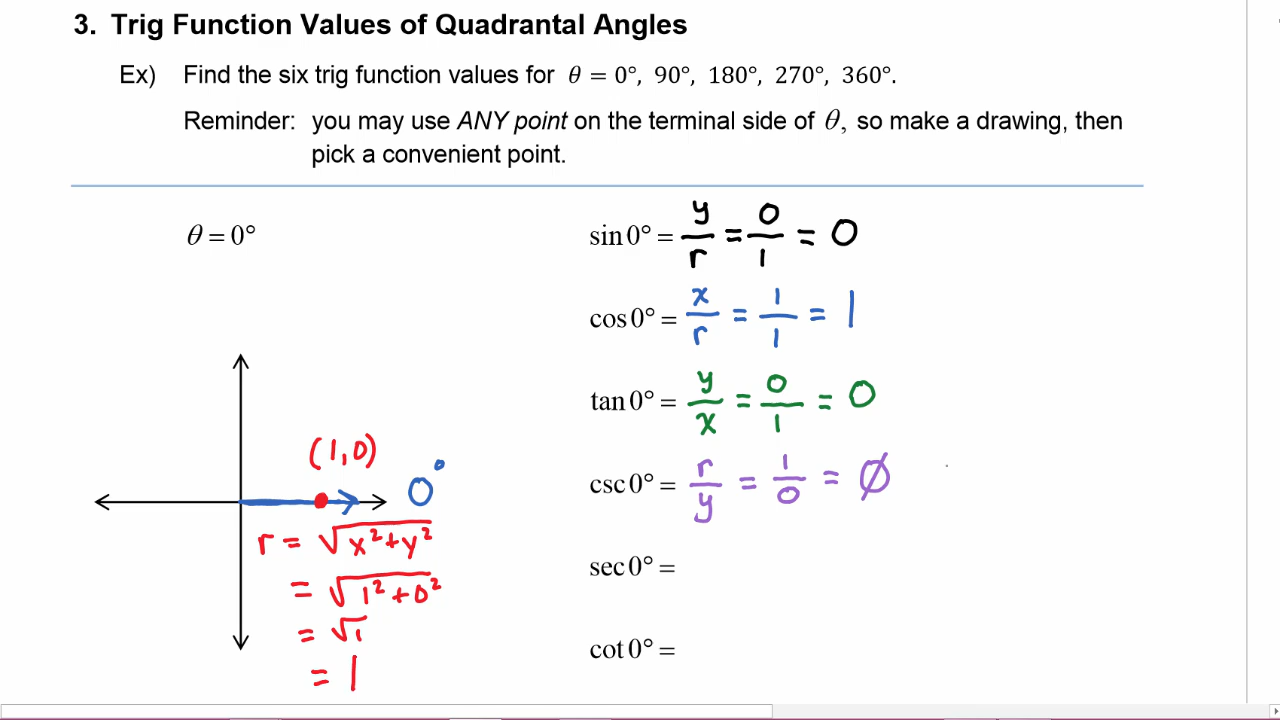 3. Trig Function Values of Quadrantal Angles
Ex) Find the six trig function values for θ = 0°, 90°, 180°, 270°, 360°.
Reminder: you may use ANY point on the terminal side of θ, so make a drawing, then
pick a convenient point.
θ = 0°
sin 0° = y/r = 0/1 = 0
cos 0° = x/r = 1/1 = 1
tan 0° = y/x = 0/1 = 0
csc 0° = r/y = 1/0 = ∅
sec 0° =
cot 0° =
(1,0)
0°
r = √(x²+y²)
= √(1²+0²)
= √1
= 1